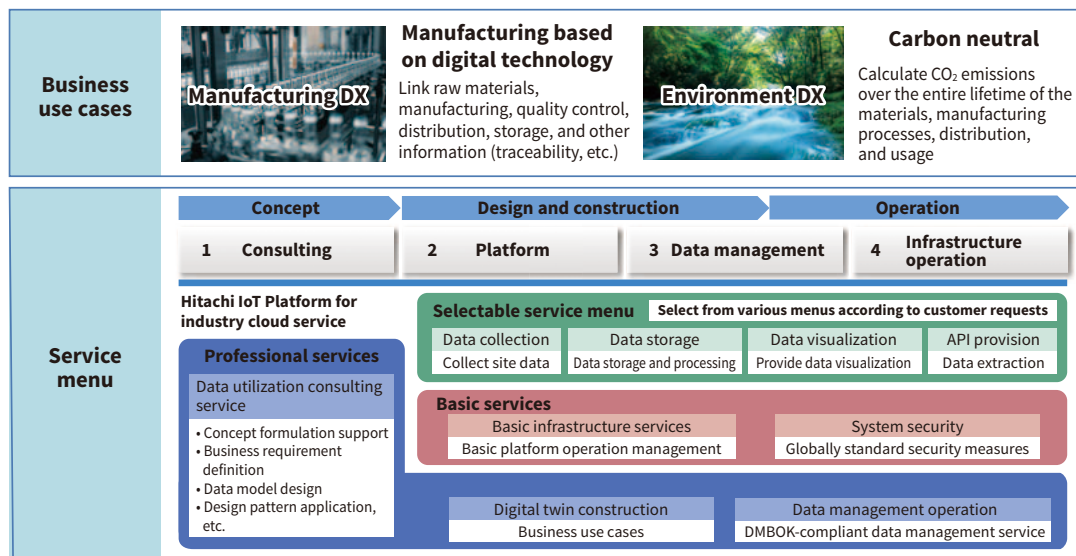 Business
use cases
Manufacturing DX
Manufacturing based
on digital technology
Link raw materials,
manufacturing, quality control,
distribution, storage, and other
information (traceability, etc.)
Environment DX
Carbon neutral
Calculate CO₂ emissions
over the entire lifetime of the
materials, manufacturing
processes, distribution,
and usage
Service
menu
Concept
Design and construction
Operation
1 Consulting
2 Platform
3 Data management
4 Infrastructure
operation
Hitachi IoT Platform for
industry cloud service
Professional services
Data utilization consulting
service
• Concept formulation support
• Business requirement
definition
• Data model design
• Design pattern application,
etc.
Selectable service menu
Select from various menus according to customer requests
Data collection
Collect site data
Data storage
Data storage and processing
Data visualization
Provide data visualization
API provision
Data extraction
Basic services
Basic infrastructure services
Basic platform operation management
System security
Globally standard security measures
Digital twin construction
Business use cases
Data management operation
DMBOK-compliant data management service